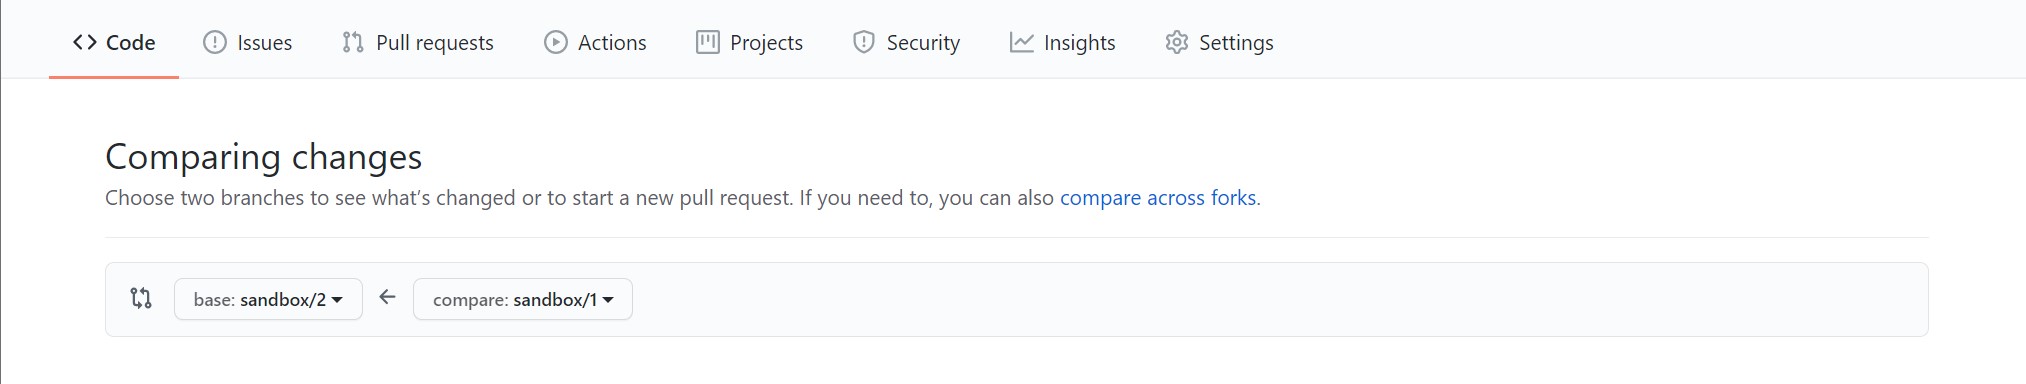 Code Issues Pull requests Actions Projects Security Insights Settings
Comparing changes
Choose two branches to see what’s changed or to start a new pull request. If you need to, you can also compare across forks.
base: sandbox/2 compare: sandbox/1